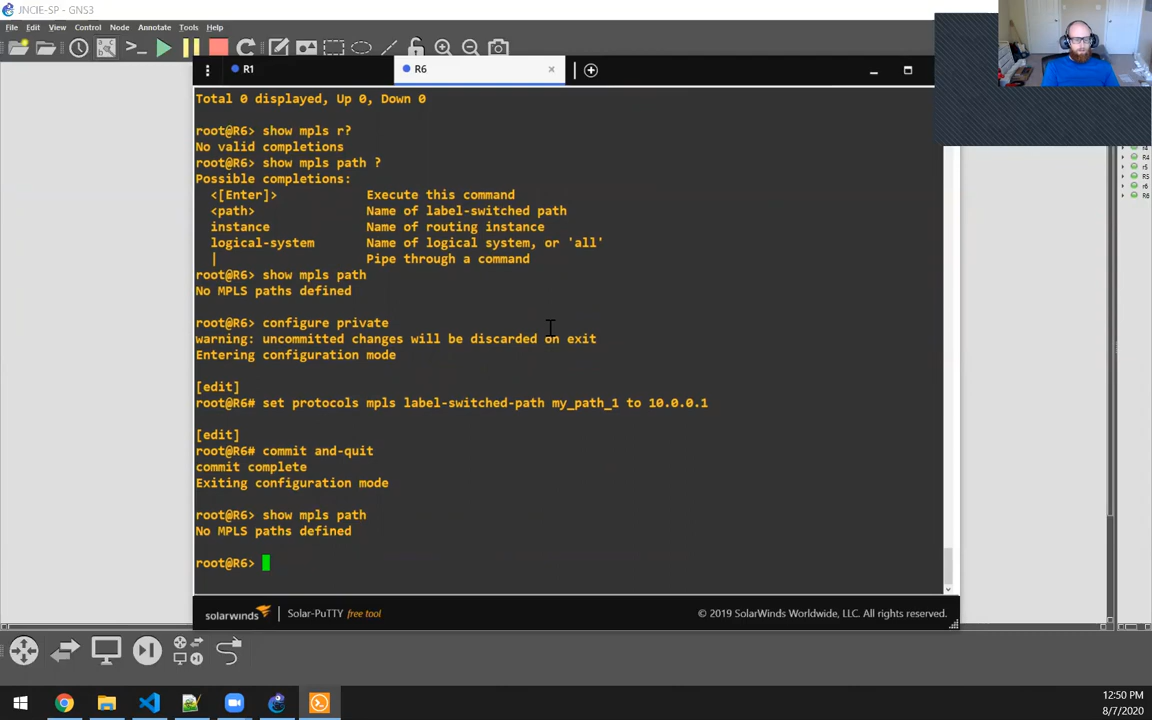 JNCIE-SP - GNS3
File Edit View Control Node Annotate Tools Help
R1
R6
Total 0 displayed, Up 0, Down 0
root@R6> show mpls r?
No valid completions
root@R6> show mpls path ?
Possible completions:
<[Enter]> Execute this command
<path> Name of label-switched path
instance Name of routing instance
logical-system Name of logical system, or 'all'
| Pipe through a command
root@R6> show mpls path
No MPLS paths defined
root@R6> configure private
warning: uncommitted changes will be discarded on exit
Entering configuration mode
[edit]
root@R6# set protocols mpls label-switched-path my_path_1 to 10.0.0.1
[edit]
root@R6# commit and-quit
commit complete
Exiting configuration mode
root@R6> show mpls path
No MPLS paths defined
root@R6>
r4
R4
r5
R5
r6
R8
solarwinds Solar-PuTTY free tool
© 2019 SolarWinds Worldwide, LLC. All rights reserved.
12:50 PM
8/7/2020